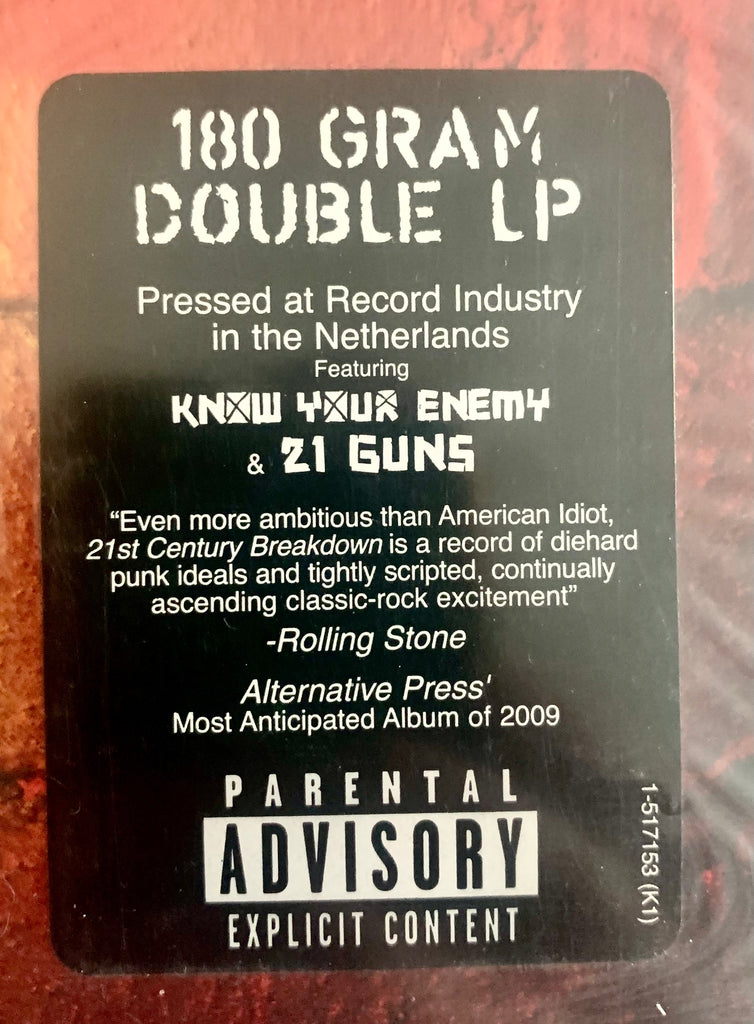 180 GRAM
DOUBLE LP
Pressed at Record Industry
in the Netherlands
Featuring
KNOW YOUR ENEMY
& 21 GUNS
“Even more ambitious than American Idiot,
21st Century Breakdown is a record of diehard
punk ideals and tightly scripted, continually
ascending classic-rock excitement”
-Rolling Stone
Alternative Press'
Most Anticipated Album of 2009
PARENTAL
ADVISORY
EXPLICIT CONTENT
1-517153 (K1)